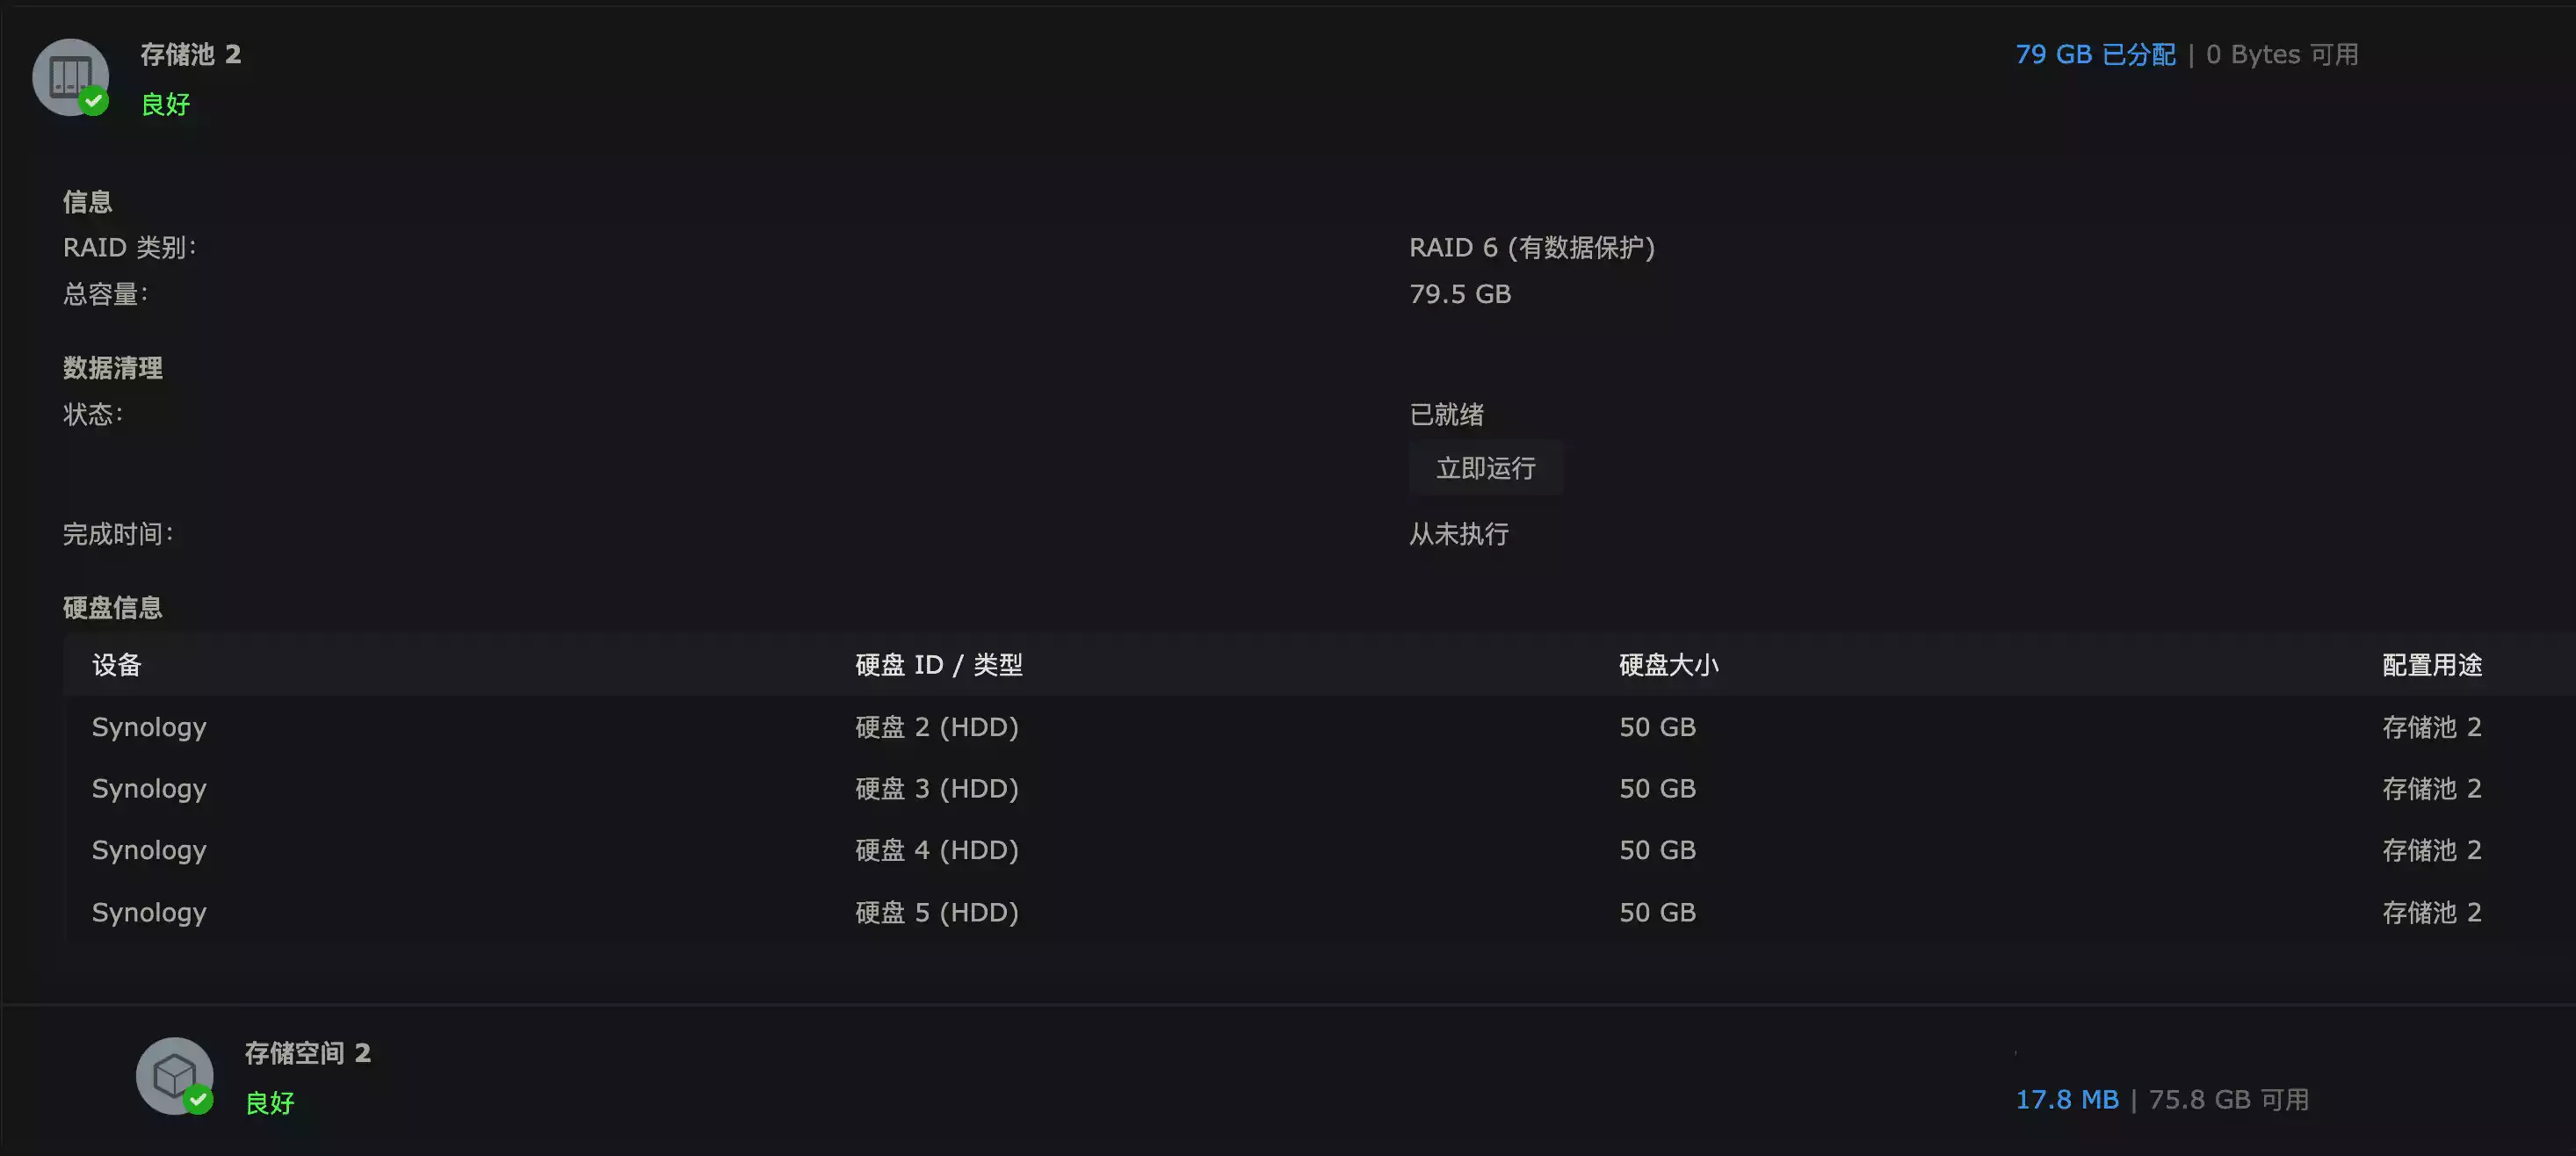 存储池 2
79 GB 已分配 | 0 Bytes 可用
良好
信息
RAID 类别: RAID 6 (有数据保护)
总容量: 79.5 GB
数据清理
状态: 已就绪
立即运行
完成时间: 从未执行
硬盘信息
设备 硬盘 ID / 类型 硬盘大小 配置用途
Synology 硬盘 2 (HDD) 50 GB 存储池 2
Synology 硬盘 3 (HDD) 50 GB 存储池 2
Synology 硬盘 4 (HDD) 50 GB 存储池 2
Synology 硬盘 5 (HDD) 50 GB 存储池 2
存储空间 2
良好
17.8 MB | 75.8 GB 可用